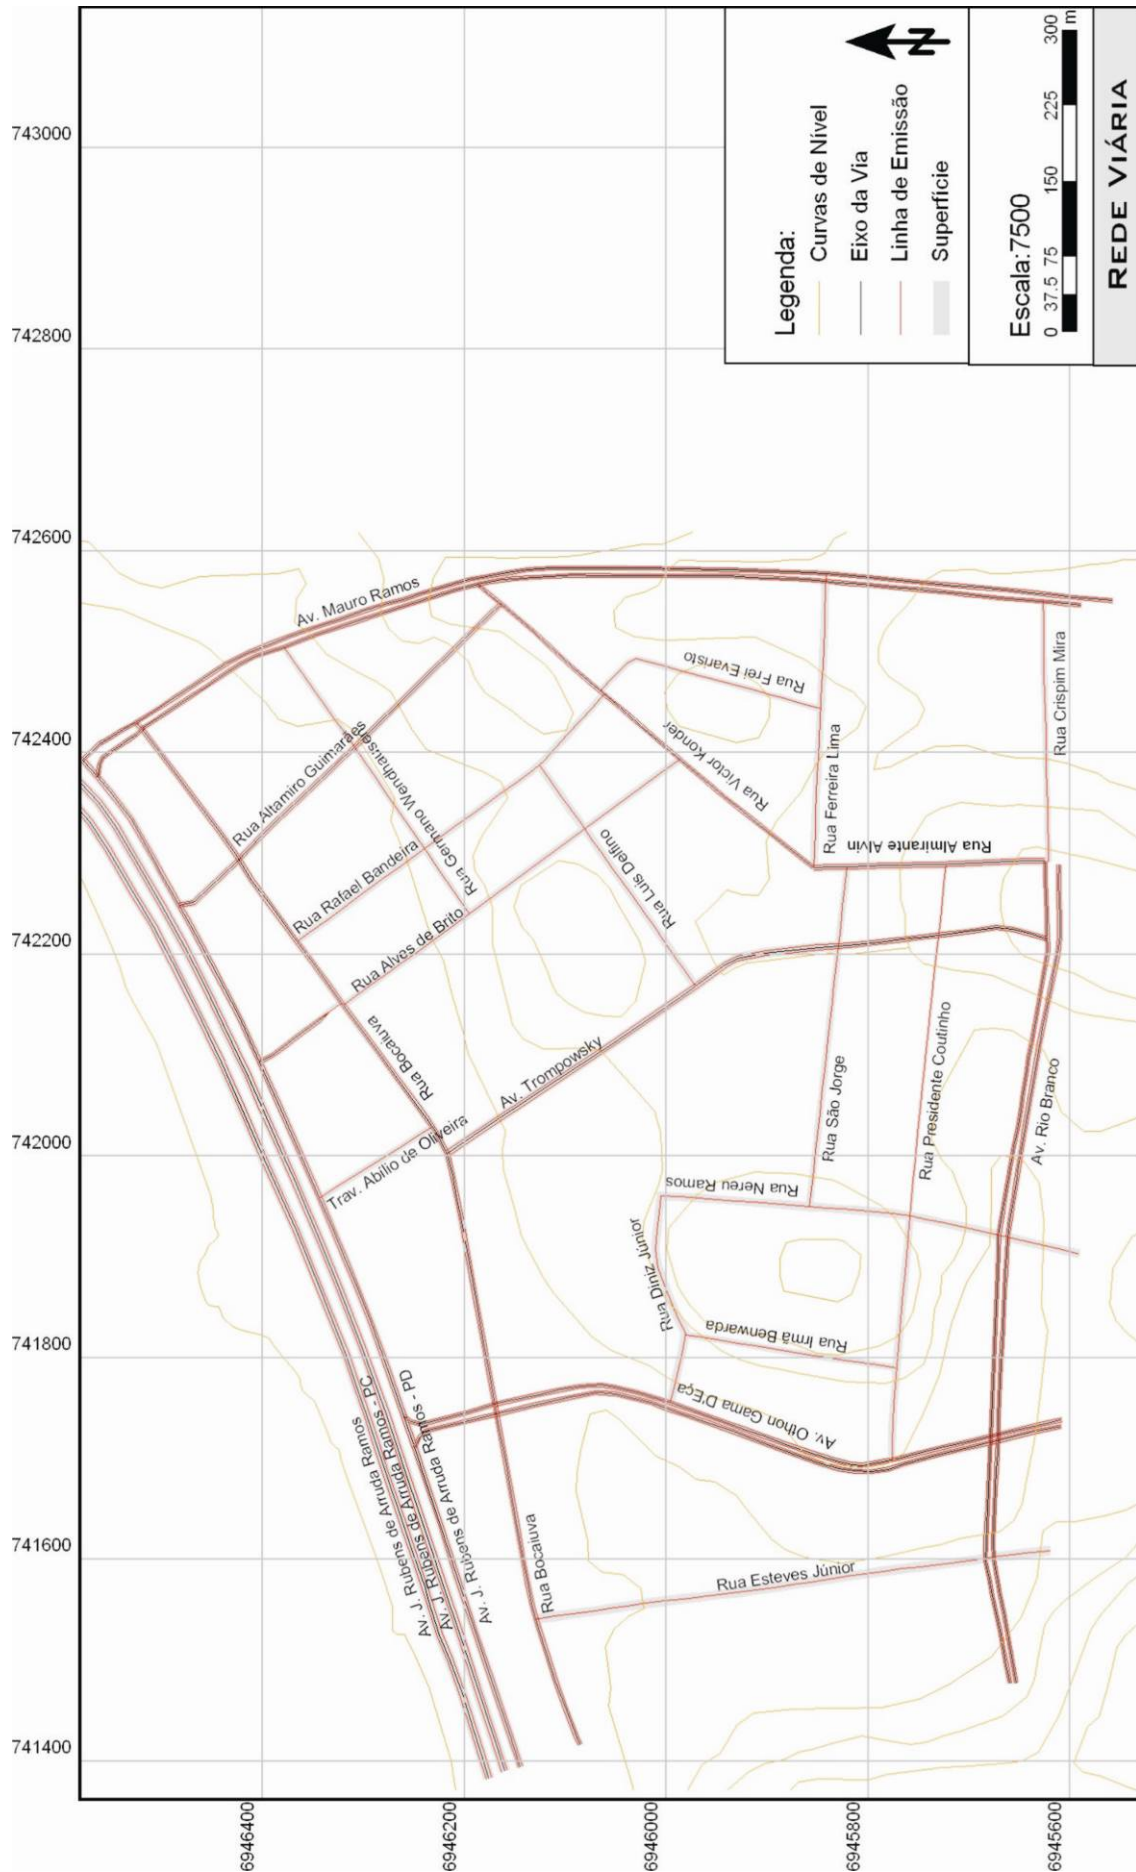 743000
742800
742600
742400
742200
742000
741800
741600
741400
6946400
6946200
6946000
6945800
6945600
Av. Mauro Ramos
Rua Altamiro Guimarães
Rua Germano Wendhausen
Rua Rafael Bandeira
Rua Alves de Brito
Rua Bocaiuva
Trav. Abílio de Oliveira
Av. Trompowsky
Rua Luis Delfino
Rua Victor Konder
Rua Frei Evaristo
Rua Ferreira Lima
Rua Almirante Alvin
Rua Crispim Mira
Rua São Jorge
Rua Presidente Coutinho
Av. Rio Branco
Rua Nereu Ramos
Rua Diniz Júnior
Rua Irmã Benwarda
Av. Othon Gama D'Eça
Av. J. Rubens de Arruda Ramos
Av. J. Rubens de Arruda Ramos - PC
Av. J. Rubens de Arruda Ramos - PD
Rua Bocaiuva
Rua Esteves Júnior
Legenda:
Curvas de Nível
Eixo da Via
Linha de Emissão
Superfície
N
Escala:7500
0 37.5 75 150 225 300
m
REDE VIÁRIA